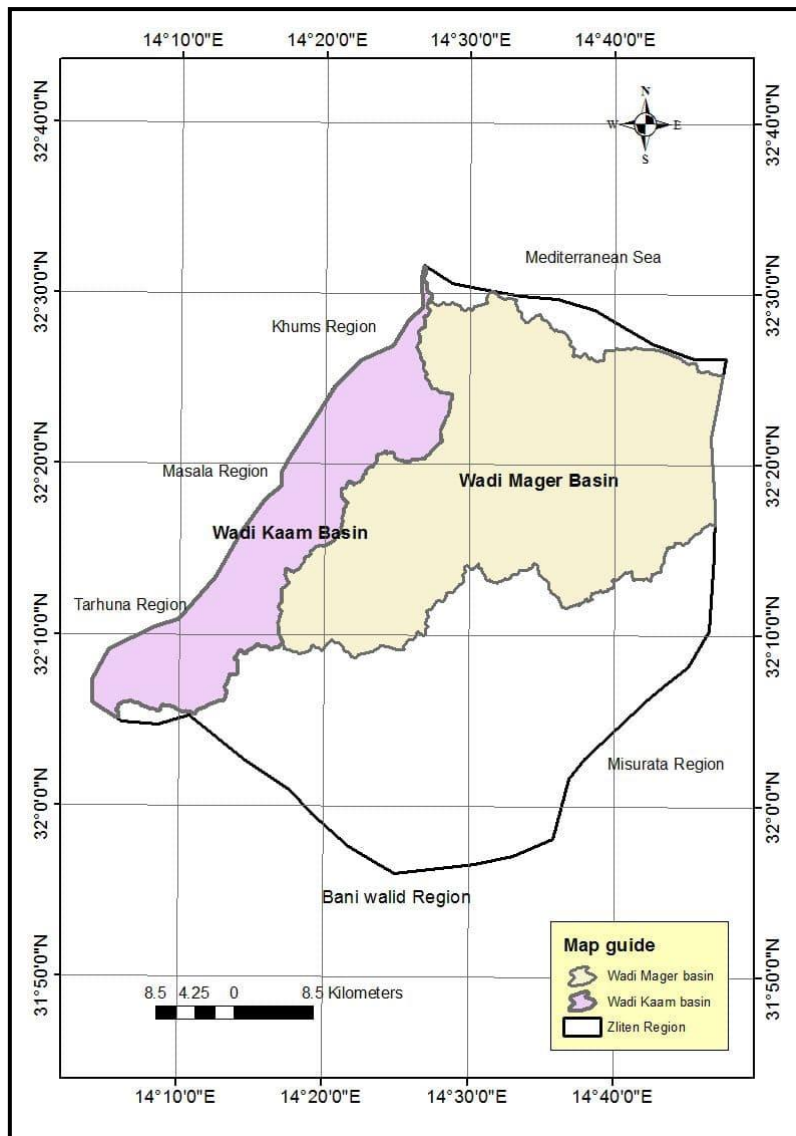 14°10'0"E 14°20'0"E 14°30'0"E 14°40'0"E
32°40'0"N
32°40'0"N
N
W E
S
Mediterranean Sea
32°30'0"N
32°30'0"N
Khums Region
32°20'0"N
32°20'0"N
Masala Region
Wadi Mager Basin
Wadi Kaam Basin
Tarhuna Region
32°10'0"N
32°10'0"N
Misurata Region
32°0'0"N
32°0'0"N
Bani walid Region
Map guide
Wadi Mager basin
Wadi Kaam basin
Zliten Region
31°50'0"N
31°50'0"N
8.5 4.25 0 8.5 Kilometers
14°10'0"E 14°20'0"E 14°30'0"E 14°40'0"E